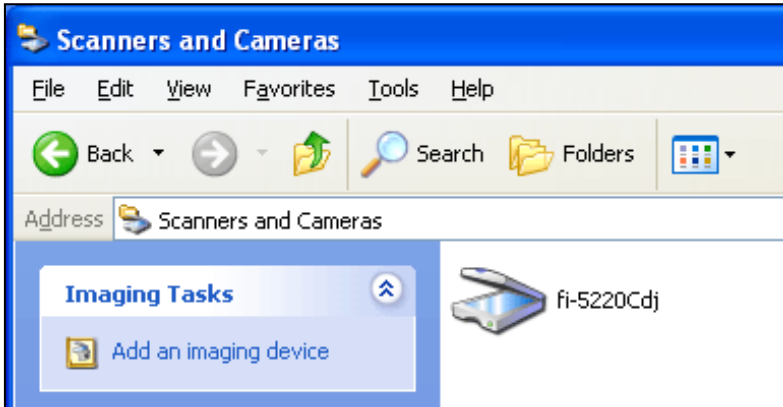 Scanners and Cameras
File Edit View Favorites Tools Help
Back Search Folders
Address Scanners and Cameras
Imaging Tasks
fi-5220Cdj
Add an imaging device